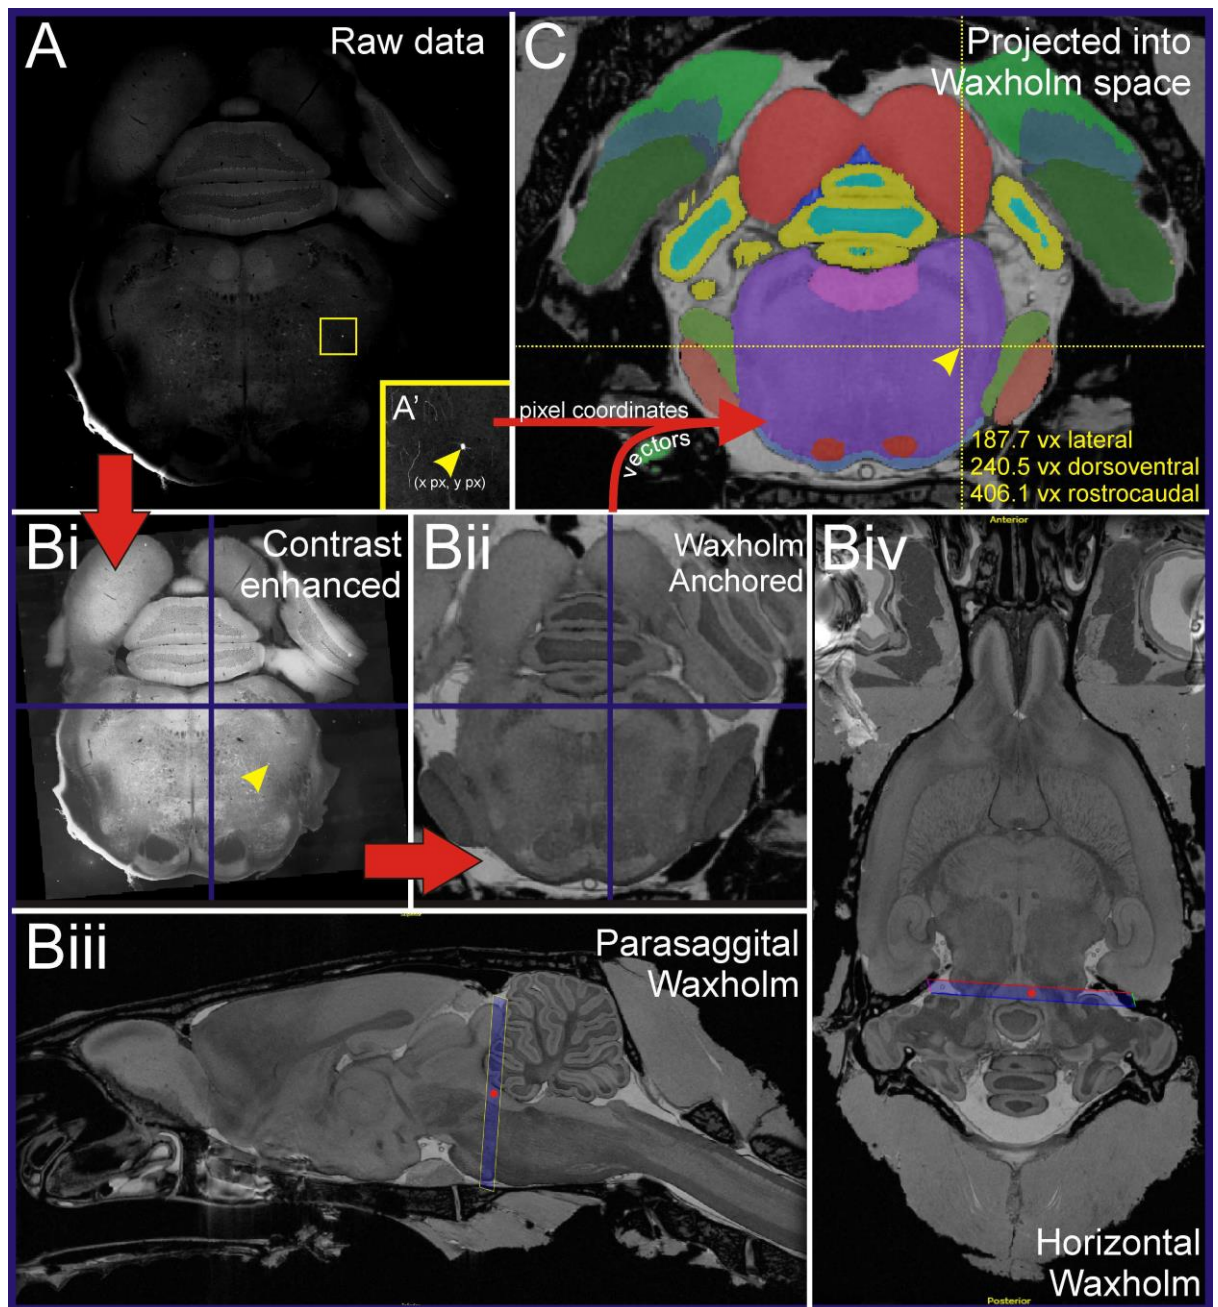 A
Raw data
A'
(x px, y px)
C
Projected into
Waxholm space
pixel coordinates
vectors
187.7 vx lateral
240.5 vx dorsoventral
406.1 vx rostrocaudal
Bi
Contrast
enhanced
Bii
Waxholm
Anchored
Biii
Parasaggital
Waxholm
Biv
Anterior
Horizontal
Waxholm
Posterior